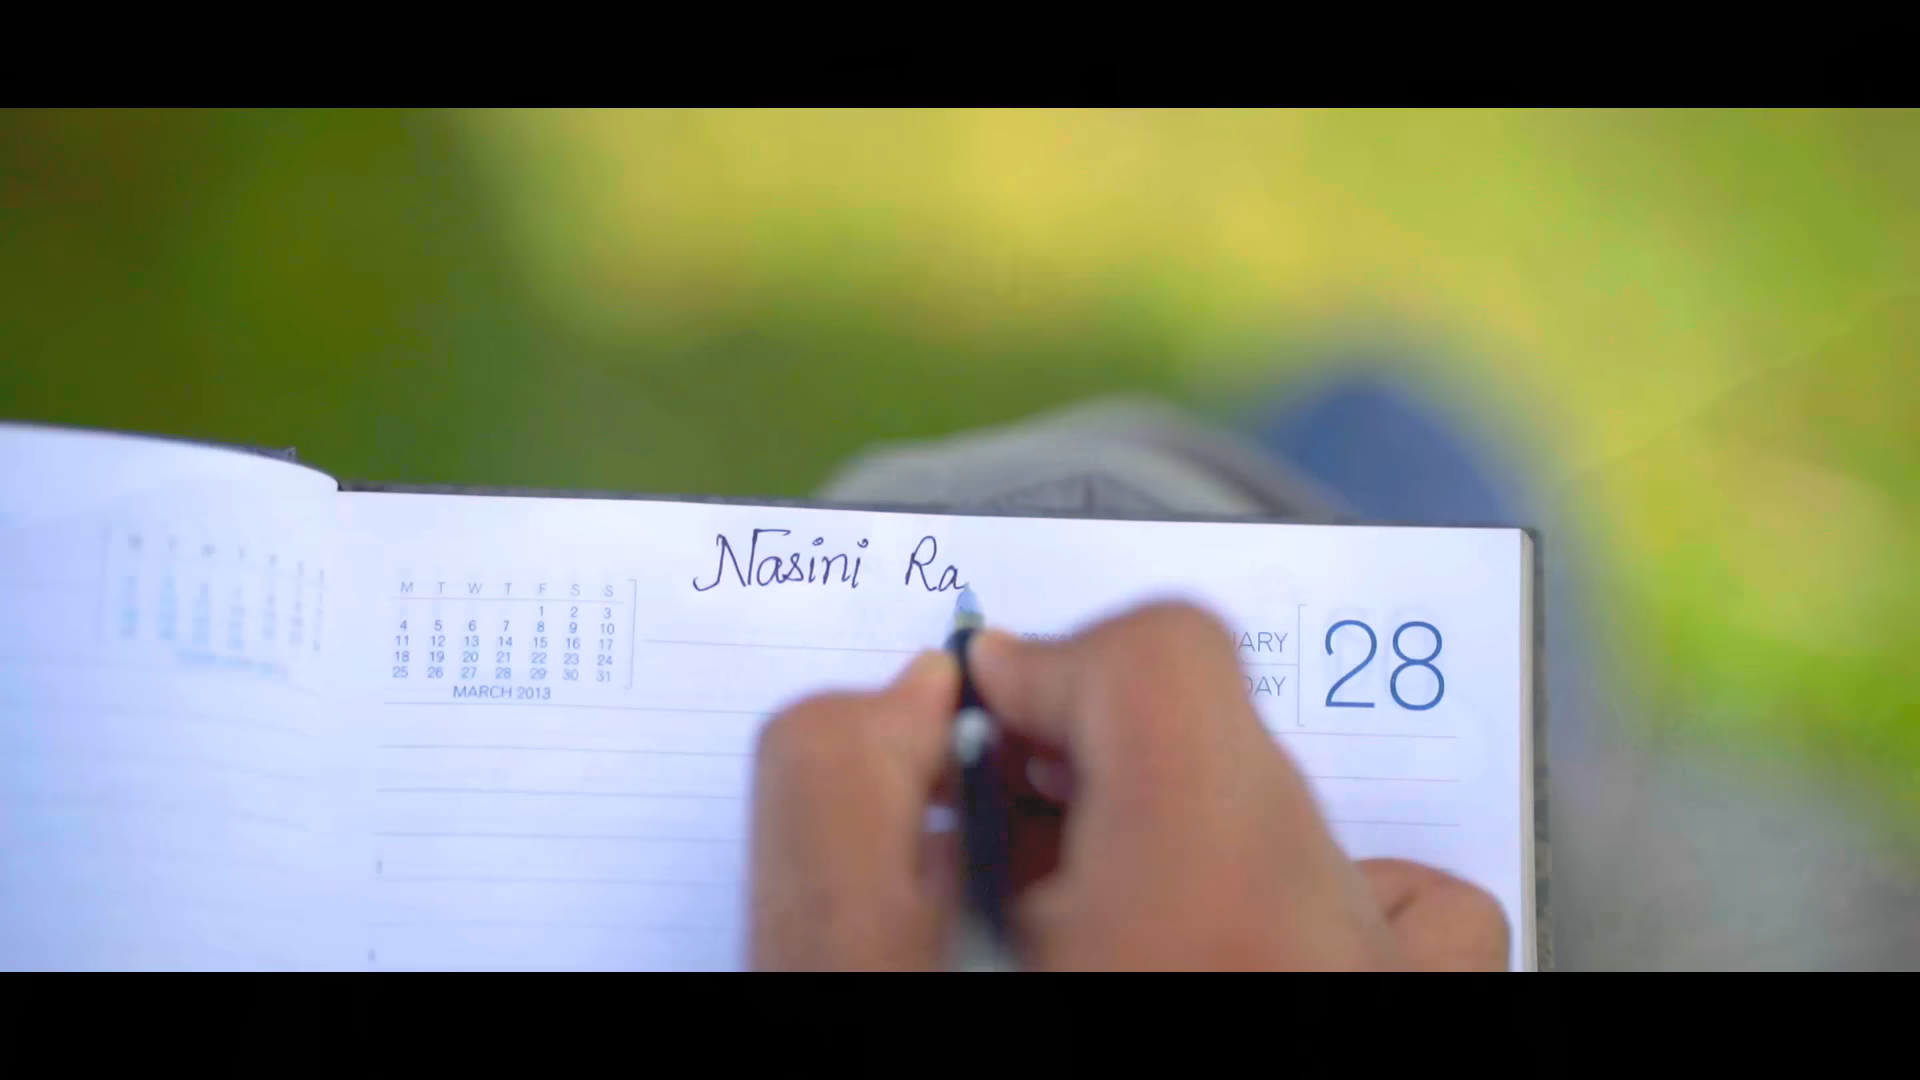 Nasini Ra
M T W T F S S
1 2 3
4 5 6 7 8 9 10
11 12 13 14 15 16 17
18 19 20 21 22 23 24
25 26 27 28 29 30 31
MARCH 2013
28